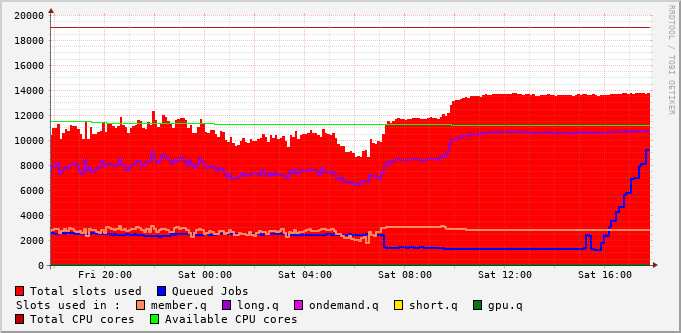 20000
18000
16000
14000
12000
10000
8000
6000
4000
2000
0
Fri 20:00 Sat 00:00 Sat 04:00 Sat 08:00 Sat 12:00 Sat 16:00
Total slots used Queued Jobs
Slots used in : member.q long.q ondemand.q short.q gpu.q
Total CPU cores Available CPU cores
RRDTOOL / TOBI OETIKER